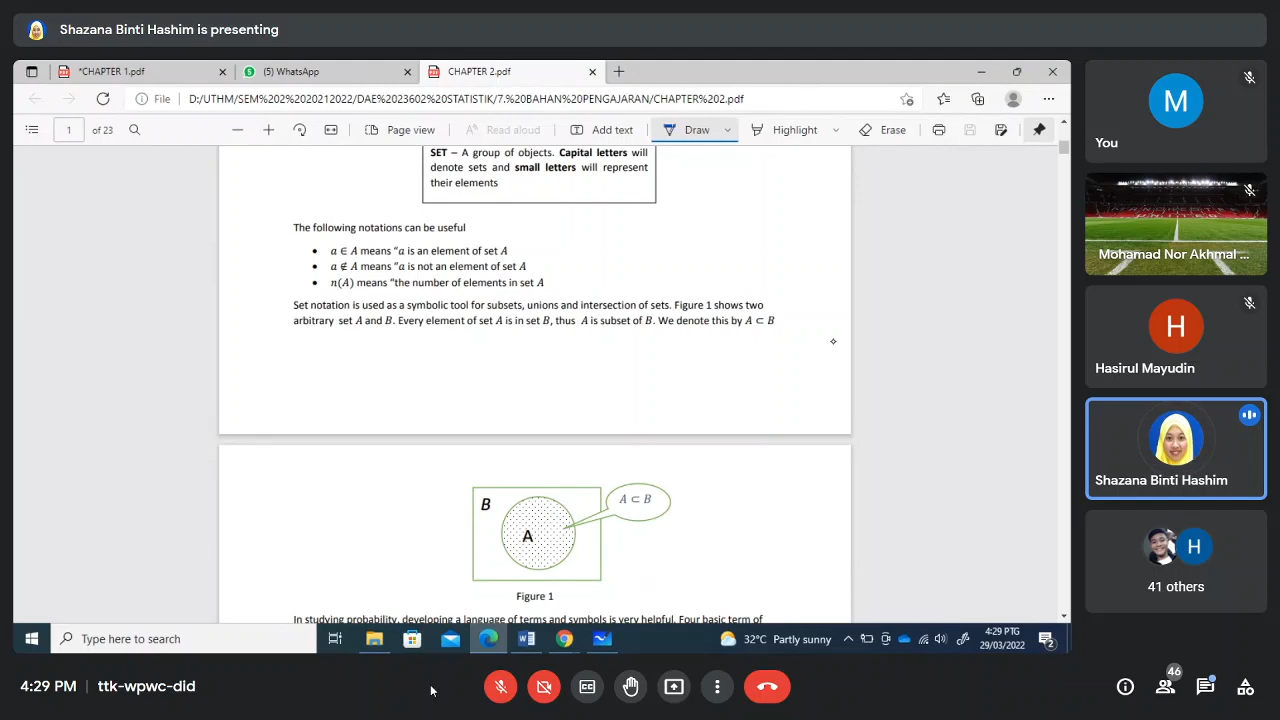 Shazana Binti Hashim is presenting
*CHAPTER 1.pdf
(5) WhatsApp
CHAPTER 2.pdf
File
D:/UTHM/SEM%202%2020212022/DAE%2023602%20STATISTIK/7.%20BAHAN%20PENGAJARAN/CHAPTER%202.pdf
1 of 23
Page view
Read aloud
Add text
Draw
Highlight
Erase
SET – A group of objects. Capital letters will
denote sets and small letters will represent
their elements
The following notations can be useful
• a ∈ A means "a is an element of set A
• a ∉ A means "a is not an element of set A
• n(A) means "the number of elements in set A
Set notation is used as a symbolic tool for subsets, unions and intersection of sets. Figure 1 shows two
arbitrary set A and B. Every element of set A is in set B, thus A is subset of B. We denote this by A ⊂ B
B
A
A ⊂ B
Figure 1
In studying probability, developing a language of terms and symbols is very helpful. Four basic term of
Type here to search
32°C Partly sunny
4:29 PTG
29/03/2022
2
M
You
Mohamad Nor Akhmal ...
H
Hasirul Mayudin
Shazana Binti Hashim
H
41 others
4:29 PM | ttk-wpwc-did
46